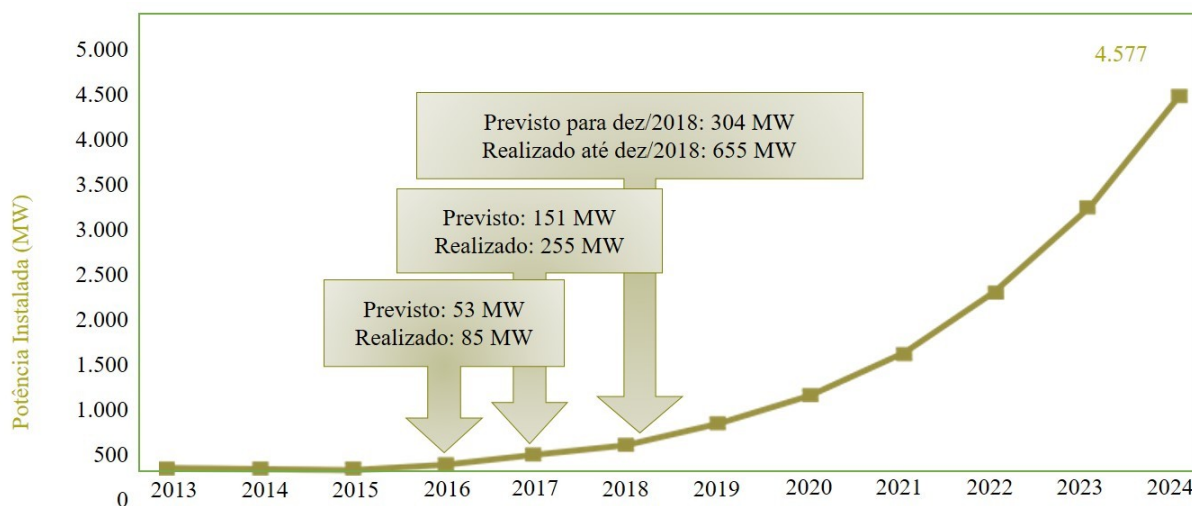 Potência Instalada (MW)
5.000
4.500
4.000
3.500
3.000
2.500
2.000
1.500
1.000
500
0
4.577
Previsto para dez/2018: 304 MW
Realizado até dez/2018: 655 MW
Previsto: 151 MW
Realizado: 255 MW
Previsto: 53 MW
Realizado: 85 MW
2013 2014 2015 2016 2017 2018 2019 2020 2021 2022 2023 2024